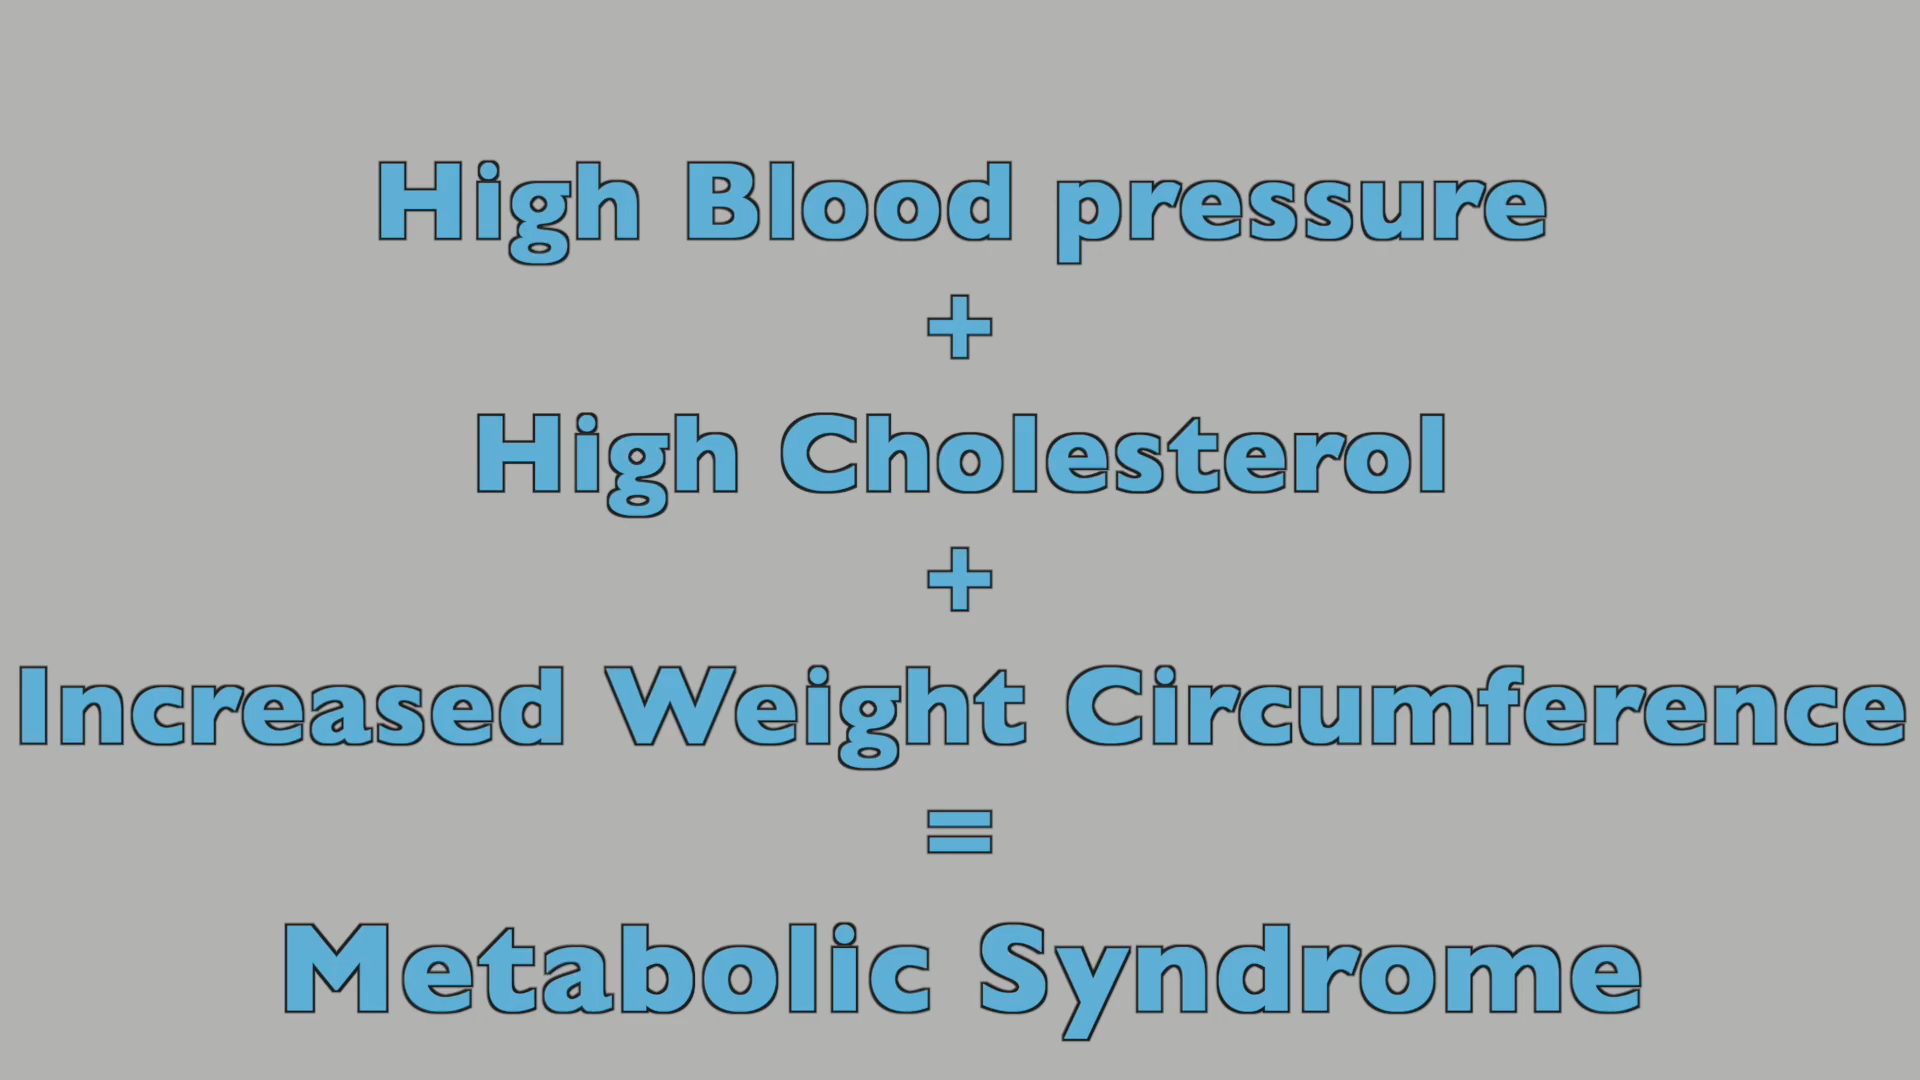 High Blood pressure
+
High Cholesterol
+
Increased Weight Circumference
=
Metabolic Syndrome